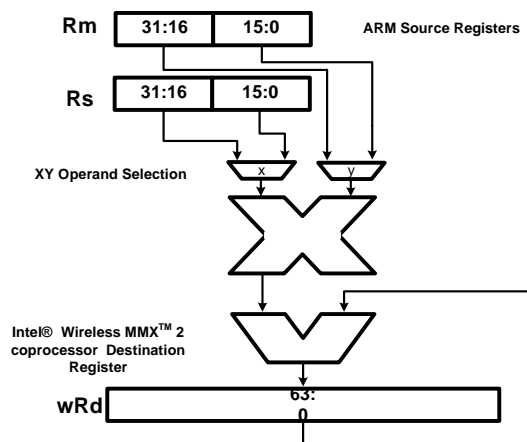 Rm 31:16 15:0 ARM Source Registers
Rs 31:16 15:0
XY Operand Selection x y
Intel® Wireless MMX™ 2
coprocessor Destination
Register
wRd 63:
0